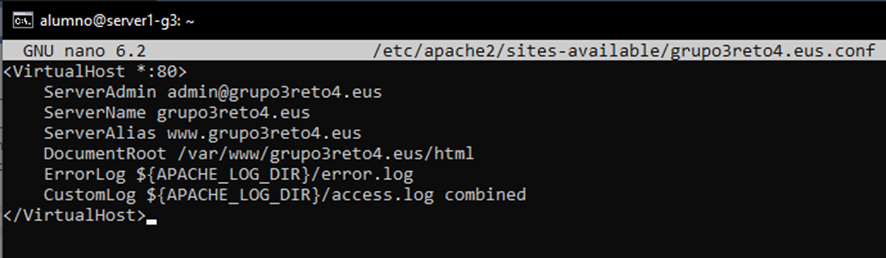 alumno@server1-g3: ~
GNU nano 6.2 /etc/apache2/sites-available/grupo3reto4.eus.conf
<VirtualHost *:80>
ServerAdmin admin@grupo3reto4.eus
ServerName grupo3reto4.eus
ServerAlias www.grupo3reto4.eus
DocumentRoot /var/www/grupo3reto4.eus/html
ErrorLog ${APACHE_LOG_DIR}/error.log
CustomLog ${APACHE_LOG_DIR}/access.log combined
</VirtualHost>